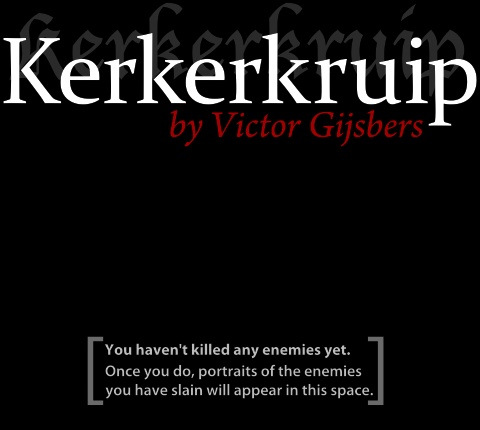 kerkerkruip
Kerkerkruip
by Victor Gijsbers
You haven't killed any enemies yet.
Once you do, portraits of the enemies
you have slain will appear in this space.